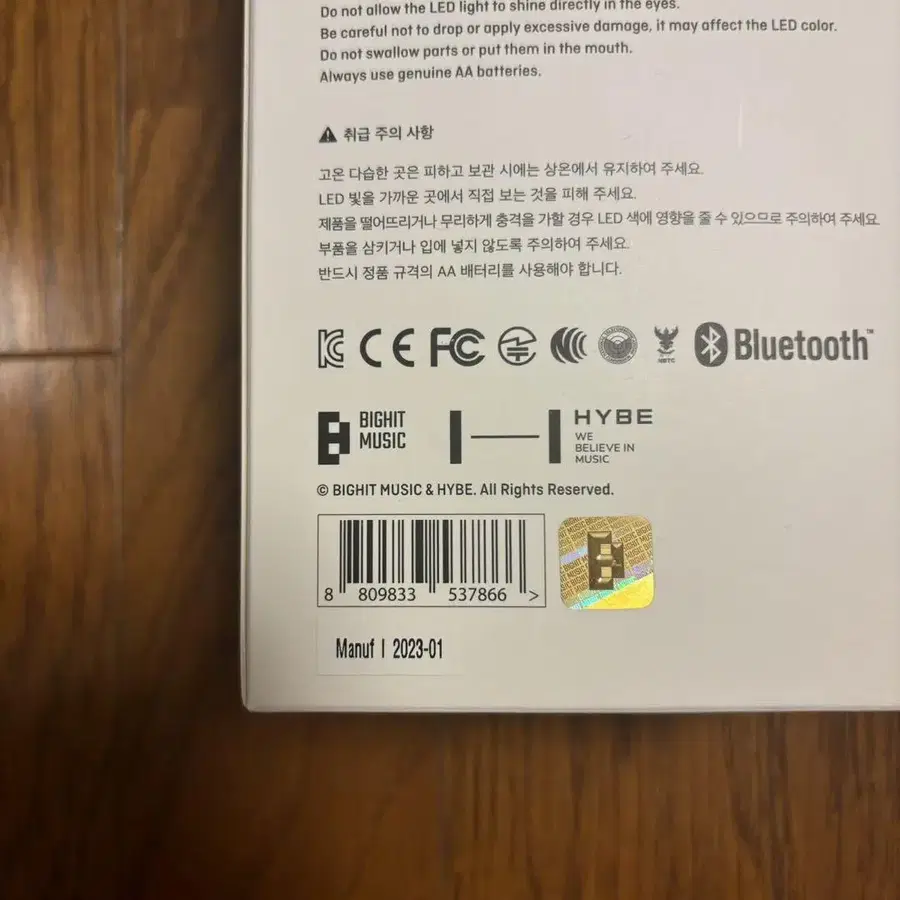 Do not allow the LED light to shine directly in the eyes.
Be careful not to drop or apply excessive damage, it may affect the LED color.
Do not swallow parts or put them in the mouth.
Always use genuine AA batteries.
취급 주의 사항
고온 다습한 곳은 피하고 보관 시에는 상온에서 유지하여 주세요.
LED 빛을 가까운 곳에서 직접 보는 것을 피해 주세요.
제품을 떨어뜨리거나 무리하게 충격을 가할 경우 LED 색에 영향을 줄 수 있으므로 주의하여 주세요.
부품을 삼키거나 입에 넣지 않도록 주의하여 주세요.
반드시 정품 규격의 AA 배터리를 사용해야 합니다.
KC CE FC NBTC Bluetooth™
BIGHIT
MUSIC
HYBE
WE
BELIEVE IN
MUSIC
© BIGHIT MUSIC & HYBE. All Rights Reserved.
8 809833 537866 >
BIGHIT MUSIC
Manuf I 2023-01